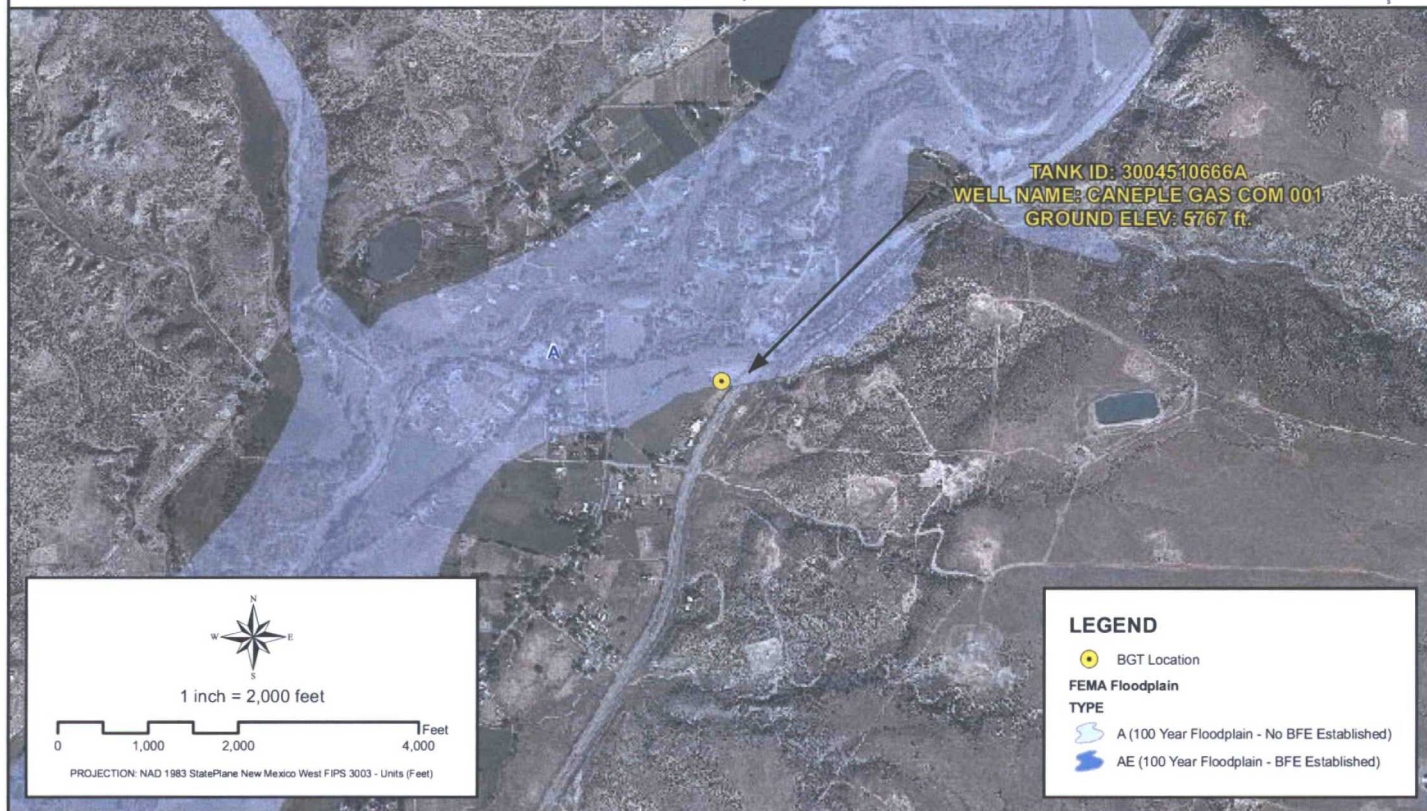 TANK ID: 3004510666A
WELL NAME: CANEPLE GAS COM 001
GROUND ELEV: 5767 ft.
A
N
W E
S
1 inch = 2,000 feet
Feet
0 1,000 2,000 4,000
PROJECTION: NAD 1983 StatePlane New Mexico West FIPS 3003 - Units (Feet)
LEGEND
BGT Location
FEMA Floodplain
TYPE
A (100 Year Floodplain - No BFE Established)
AE (100 Year Floodplain - BFE Established)